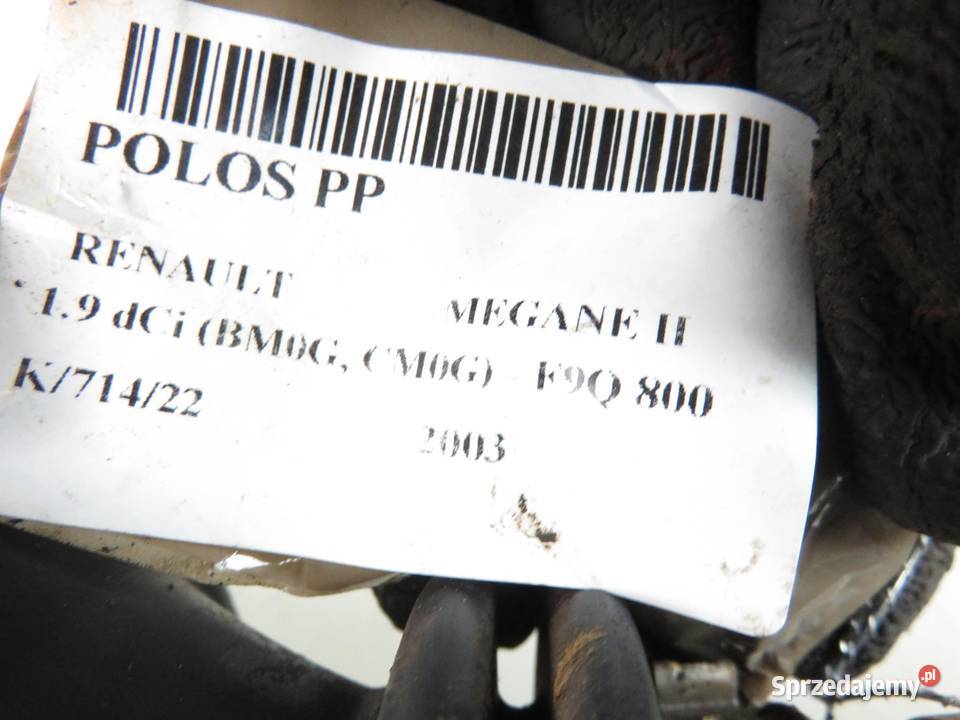 POLOS PP
RENAULT MEGANE II
1.9 dCi (BM0G, CM0G) - F9Q 800
K/714/22
2003
Sprzedajemy.pl